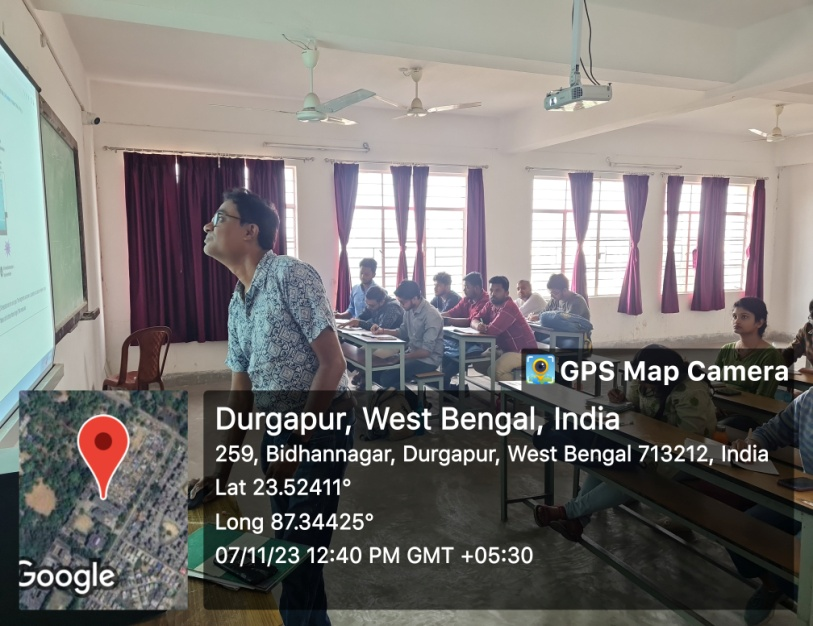 GPS Map Camera
Durgapur, West Bengal, India
259, Bidhannagar, Durgapur, West Bengal 713212, India
Lat 23.52411°
Long 87.34425°
07/11/23 12:40 PM GMT +05:30
Google